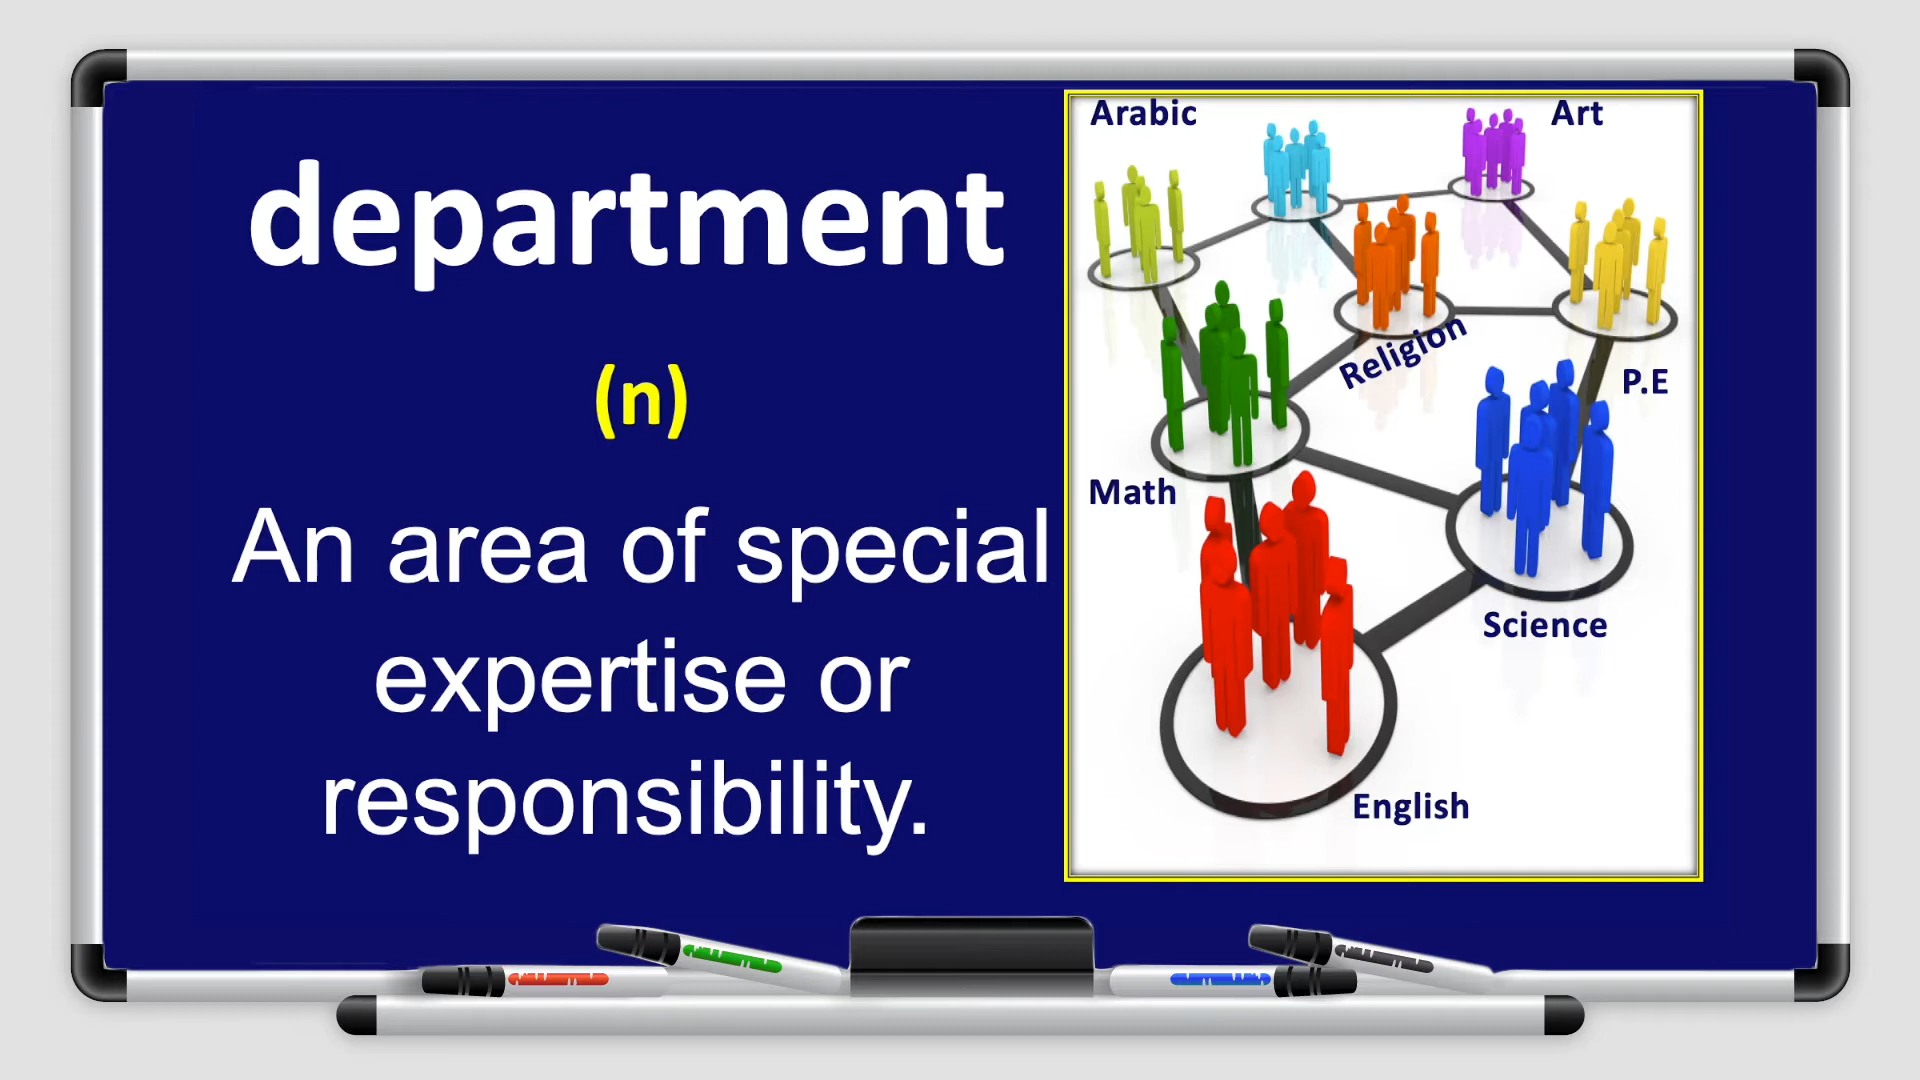 department
(n)
An area of special
expertise or
responsibility.
Arabic
Art
Religion
P.E
Math
Science
English